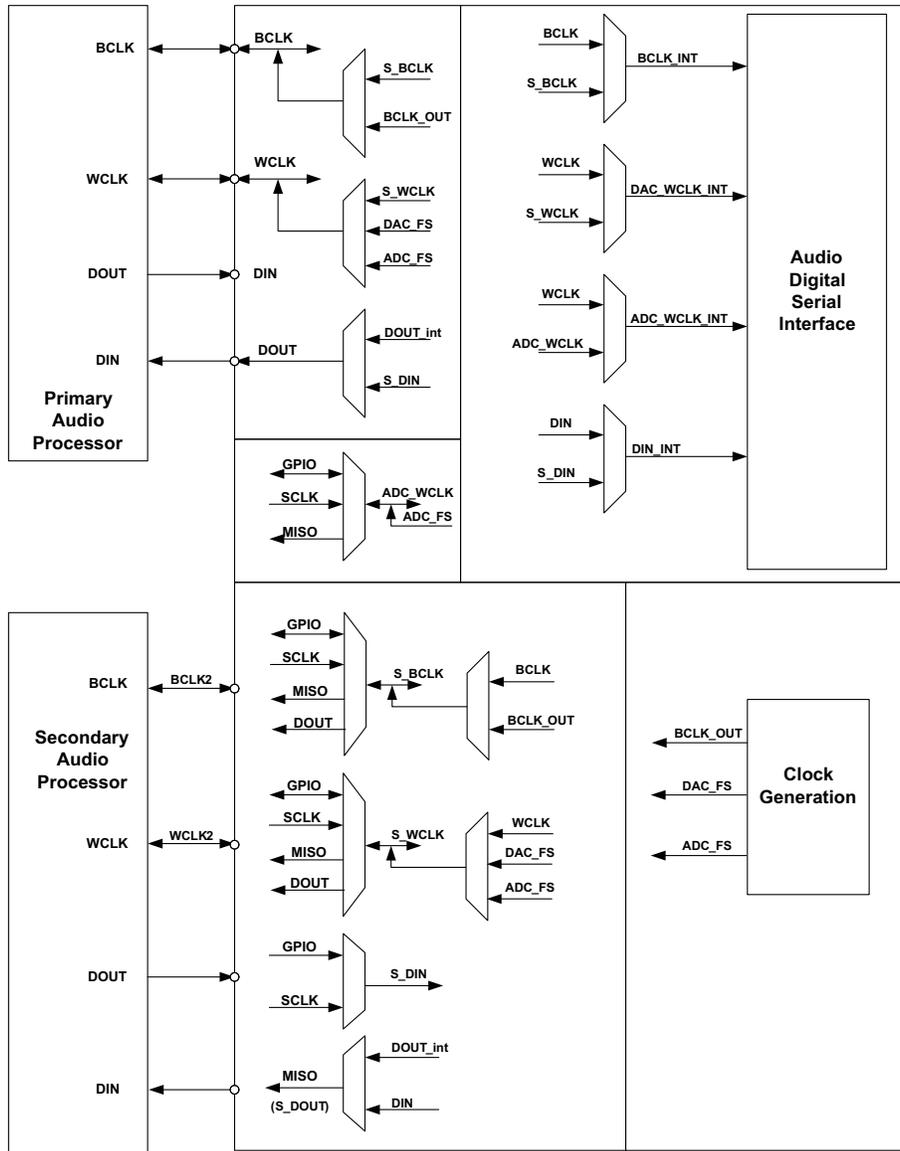 BCLK
BCLK
S_BCLK
BCLK_OUT
WCLK
WCLK
S_WCLK
DAC_FS
ADC_FS
DOUT
DIN
DIN
DOUT
DOUT_int
S_DIN
Primary
Audio
Processor
BCLK
S_BCLK
BCLK_INT
WCLK
S_WCLK
DAC_WCLK_INT
WCLK
ADC_WCLK
ADC_WCLK_INT
DIN
S_DIN
DIN_INT
Audio
Digital
Serial
Interface
GPIO
SCLK
MISO
ADC_WCLK
ADC_FS
BCLK
BCLK2
Secondary
Audio
Processor
WCLK
WCLK2
DOUT
DIN
GPIO
SCLK
MISO
DOUT
S_BCLK
BCLK
BCLK_OUT
GPIO
SCLK
MISO
DOUT
S_WCLK
WCLK
DAC_FS
ADC_FS
GPIO
SCLK
S_DIN
MISO
(S_DOUT)
DOUT_int
DIN
BCLK_OUT
DAC_FS
ADC_FS
Clock
Generation